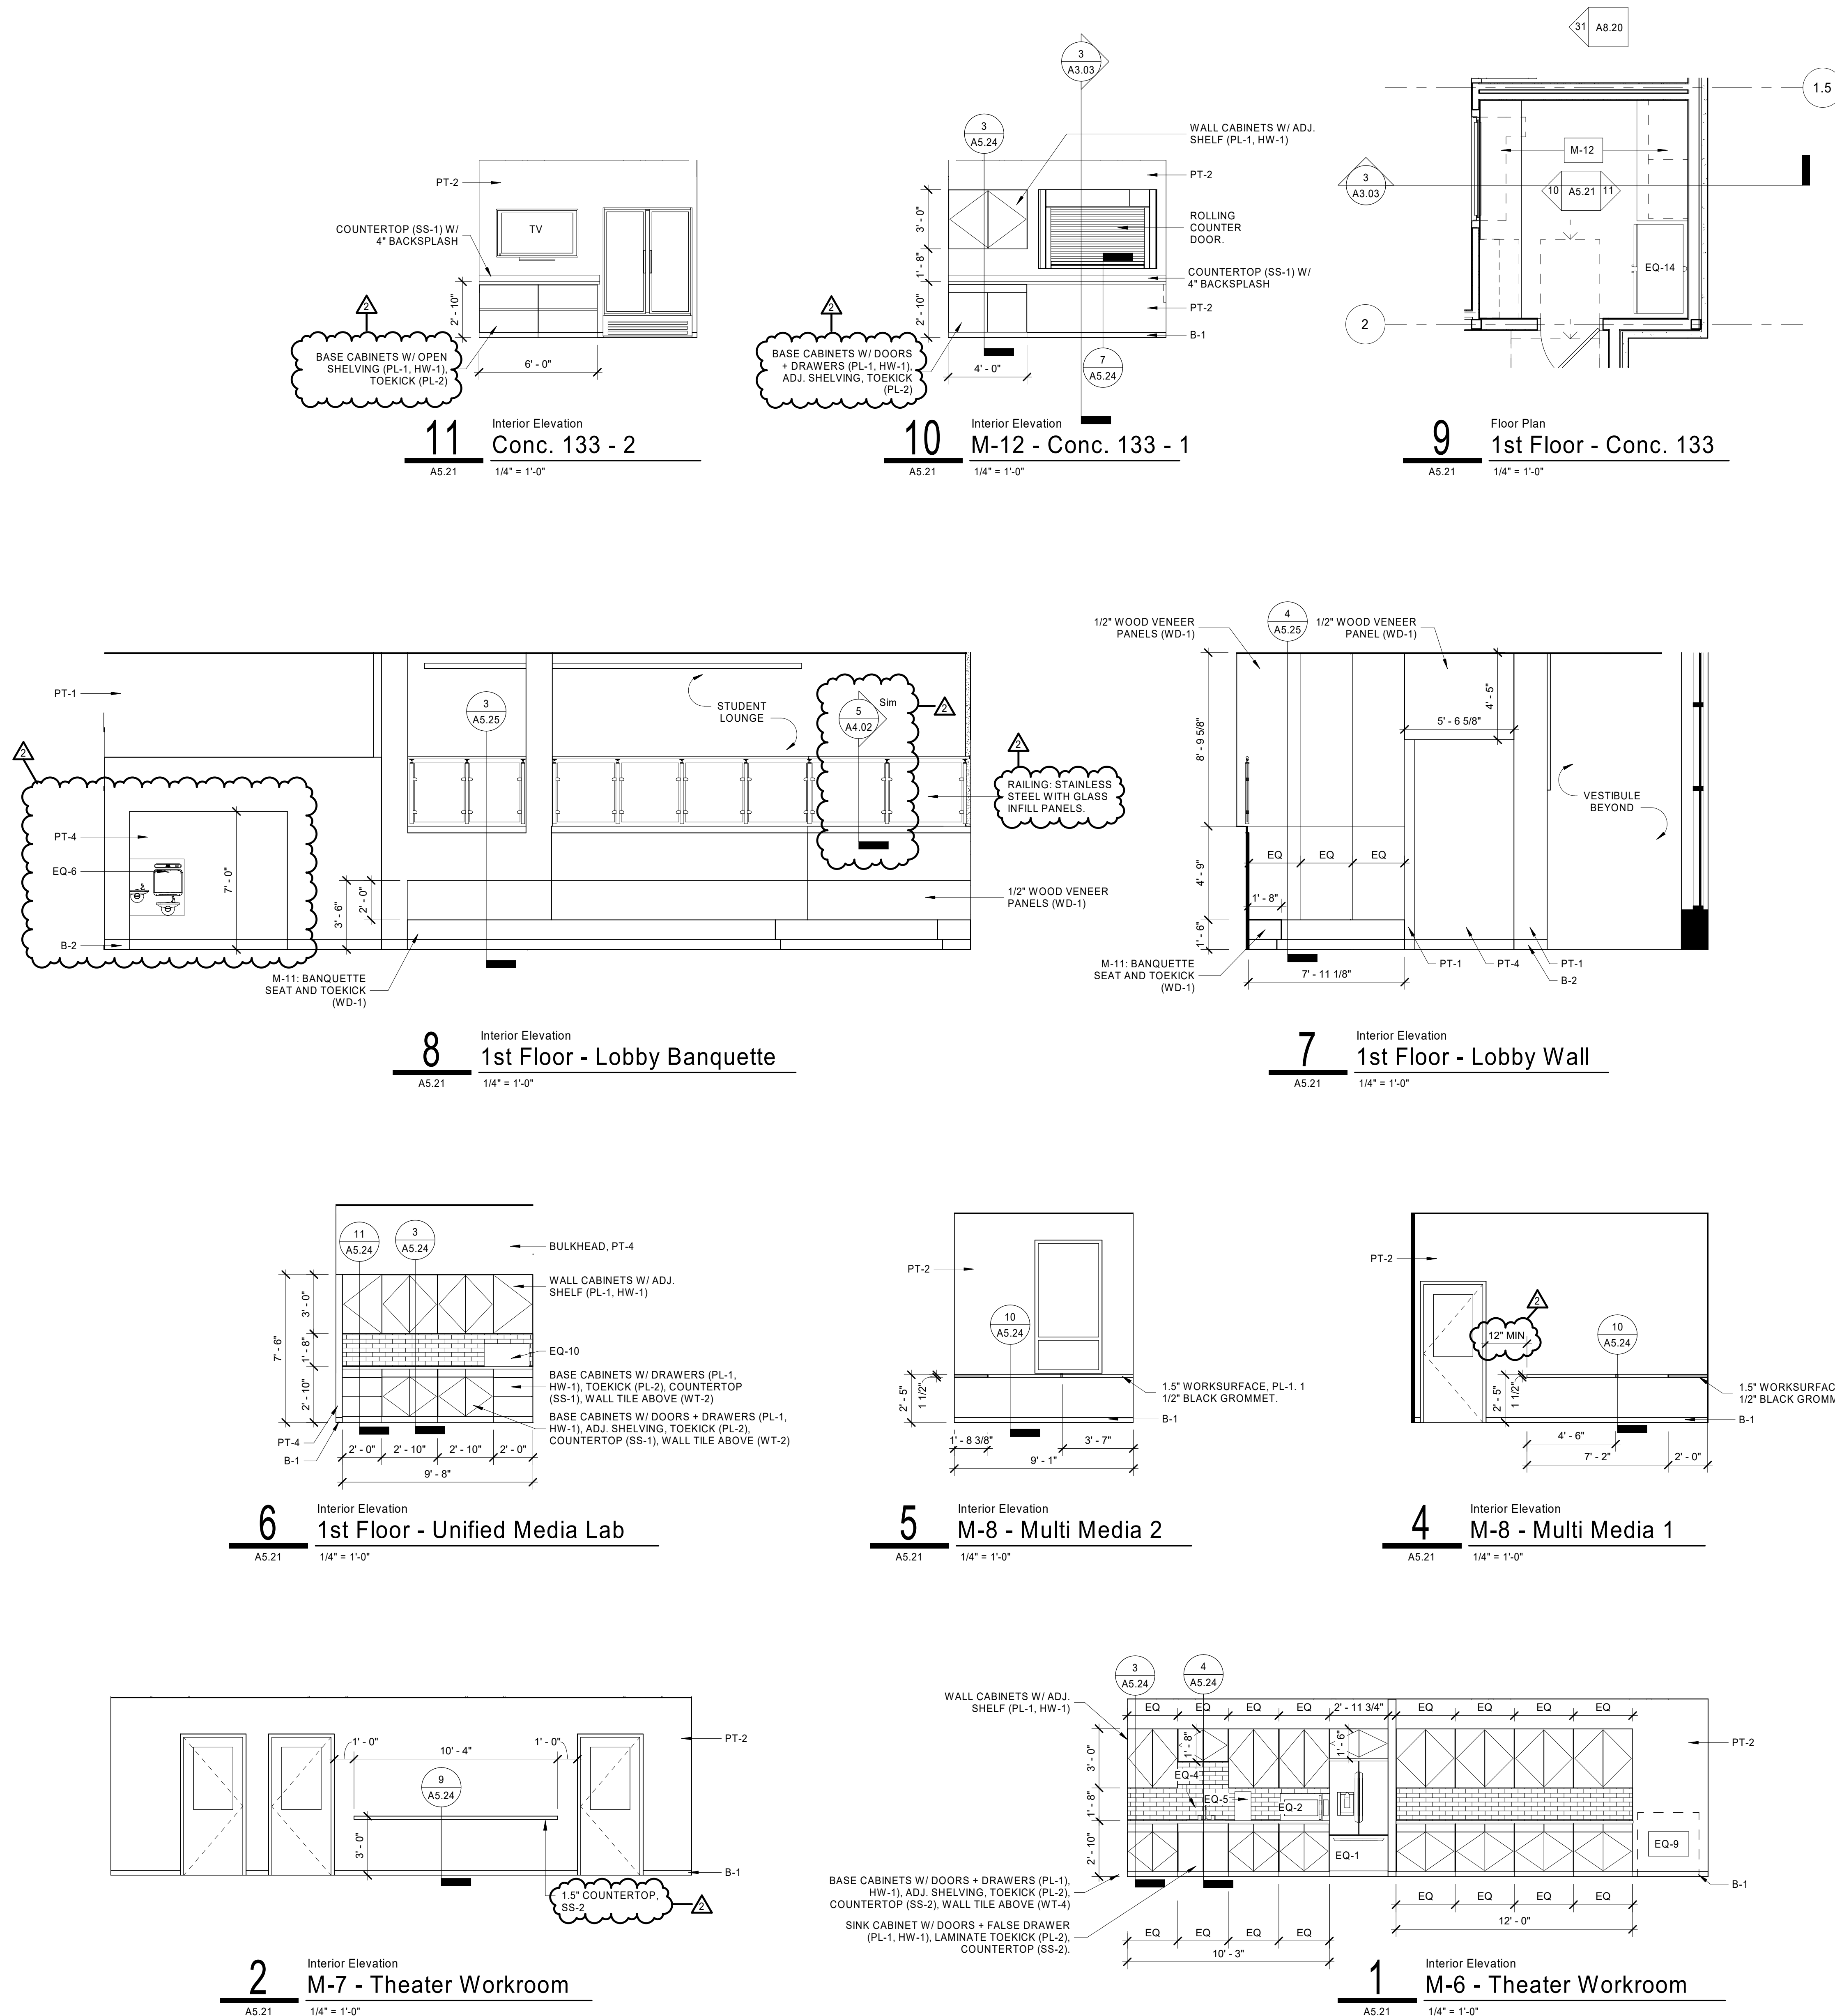 31
A8.20
3
A3.03
1.5
WALL CABINETS W/ ADJ.
SHELF (PL-1, HW-1)
3
A5.24
PT-2
M-12
PT-2
3
A3.03
10
A5.21
11
3' - 0"
ROLLING
COUNTER
DOOR.
COUNTERTOP (SS-1) W/
4" BACKSPLASH
TV
1' - 8"
EQ-14
COUNTERTOP (SS-1) W/
4" BACKSPLASH
2
2' - 10"
2
2' - 10"
PT-2
2
B-1
BASE CABINETS W/ OPEN
SHELVING (PL-1, HW-1),
TOEKICK (PL-2)
6' - 0"
BASE CABINETS W/ DOORS
+ DRAWERS (PL-1, HW-1),
ADJ. SHELVING, TOEKICK
(PL-2)
4' - 0"
7
A5.24
11
Interior Elevation
Conc. 133 - 2
A5.21
1/4" = 1'-0"
10
Interior Elevation
M-12 - Conc. 133 - 1
A5.21
1/4" = 1'-0"
9
Floor Plan
1st Floor - Conc. 133
A5.21
1/4" = 1'-0"
PT-1
3
A5.25
STUDENT
LOUNGE
5
A4.02
Sim
2
2
2
RAILING: STAINLESS
STEEL WITH GLASS
INFILL PANELS.
PT-4
EQ-6
7' - 0"
3' - 6"
2' - 0"
1/2" WOOD VENEER
PANELS (WD-1)
B-2
M-11: BANQUETTE
SEAT AND TOEKICK
(WD-1)
8
Interior Elevation
1st Floor - Lobby Banquette
A5.21
1/4" = 1'-0"
1/2" WOOD VENEER
PANELS (WD-1)
4
A5.25
1/2" WOOD VENEER
PANEL (WD-1)
4' - 5"
5' - 6 5/8"
8' - 9 5/8"
VESTIBULE
BEYOND
EQ
EQ
EQ
4' - 9"
1' - 8"
1' - 6"
M-11: BANQUETTE
SEAT AND TOEKICK
(WD-1)
PT-1
PT-4
PT-1
B-2
7' - 11 1/8"
7
Interior Elevation
1st Floor - Lobby Wall
A5.21
1/4" = 1'-0"
11
A5.24
3
A5.24
BULKHEAD, PT-4
WALL CABINETS W/ ADJ.
SHELF (PL-1, HW-1)
7' - 6"
3' - 0"
1' - 8"
2' - 10"
EQ-10
BASE CABINETS W/ DRAWERS (PL-1,
HW-1), TOEKICK (PL-2), COUNTERTOP
(SS-1), WALL TILE ABOVE (WT-2)
BASE CABINETS W/ DOORS + DRAWERS (PL-1,
HW-1), ADJ. SHELVING, TOEKICK (PL-2),
COUNTERTOP (SS-1), WALL TILE ABOVE (WT-2)
PT-4
B-1
2' - 0"
2' - 10"
2' - 10"
2' - 0"
9' - 8"
6
Interior Elevation
1st Floor - Unified Media Lab
A5.21
1/4" = 1'-0"
PT-2
10
A5.24
2' - 5"
1 1/2"
1.5" WORKSURFACE, PL-1. 1
1/2" BLACK GROMMET.
B-1
1' - 8 3/8"
3' - 7"
9' - 1"
5
Interior Elevation
M-8 - Multi Media 2
A5.21
1/4" = 1'-0"
PT-2
2
12" MIN
10
A5.24
2' - 5"
1 1/2"
1.5" WORKSURFAC
1/2" BLACK GROMM
B-1
4' - 6"
7' - 2"
2' - 0"
4
Interior Elevation
M-8 - Multi Media 1
A5.21
1/4" = 1'-0"
1' - 0"
10' - 4"
1' - 0"
PT-2
9
A5.24
3' - 0"
B-1
1.5" COUNTERTOP,
SS-2
2
2
Interior Elevation
M-7 - Theater Workroom
A5.21
1/4" = 1'-0"
3
A5.24
4
A5.24
WALL CABINETS W/ ADJ.
SHELF (PL-1, HW-1)
EQ
EQ
EQ
EQ
2' - 11 3/4"
EQ
EQ
EQ
EQ
3' - 0"
1' - 8"
1' - 6"
PT-2
EQ-4
EQ-5
EQ-2
1' - 8"
2' - 10"
EQ-1
EQ-9
B-1
BASE CABINETS W/ DOORS + DRAWERS (PL-1),
HW-1), ADJ. SHELVING, TOEKICK (PL-2),
COUNTERTOP (SS-2), WALL TILE ABOVE (WT-4)
SINK CABINET W/ DOORS + FALSE DRAWER
(PL-1, HW-1), LAMINATE TOEKICK (PL-2),
COUNTERTOP (SS-2).
EQ
EQ
EQ
EQ
12' - 0"
EQ
EQ
EQ
EQ
10' - 3"
1
Interior Elevation
M-6 - Theater Workroom
A5.21
1/4" = 1'-0"